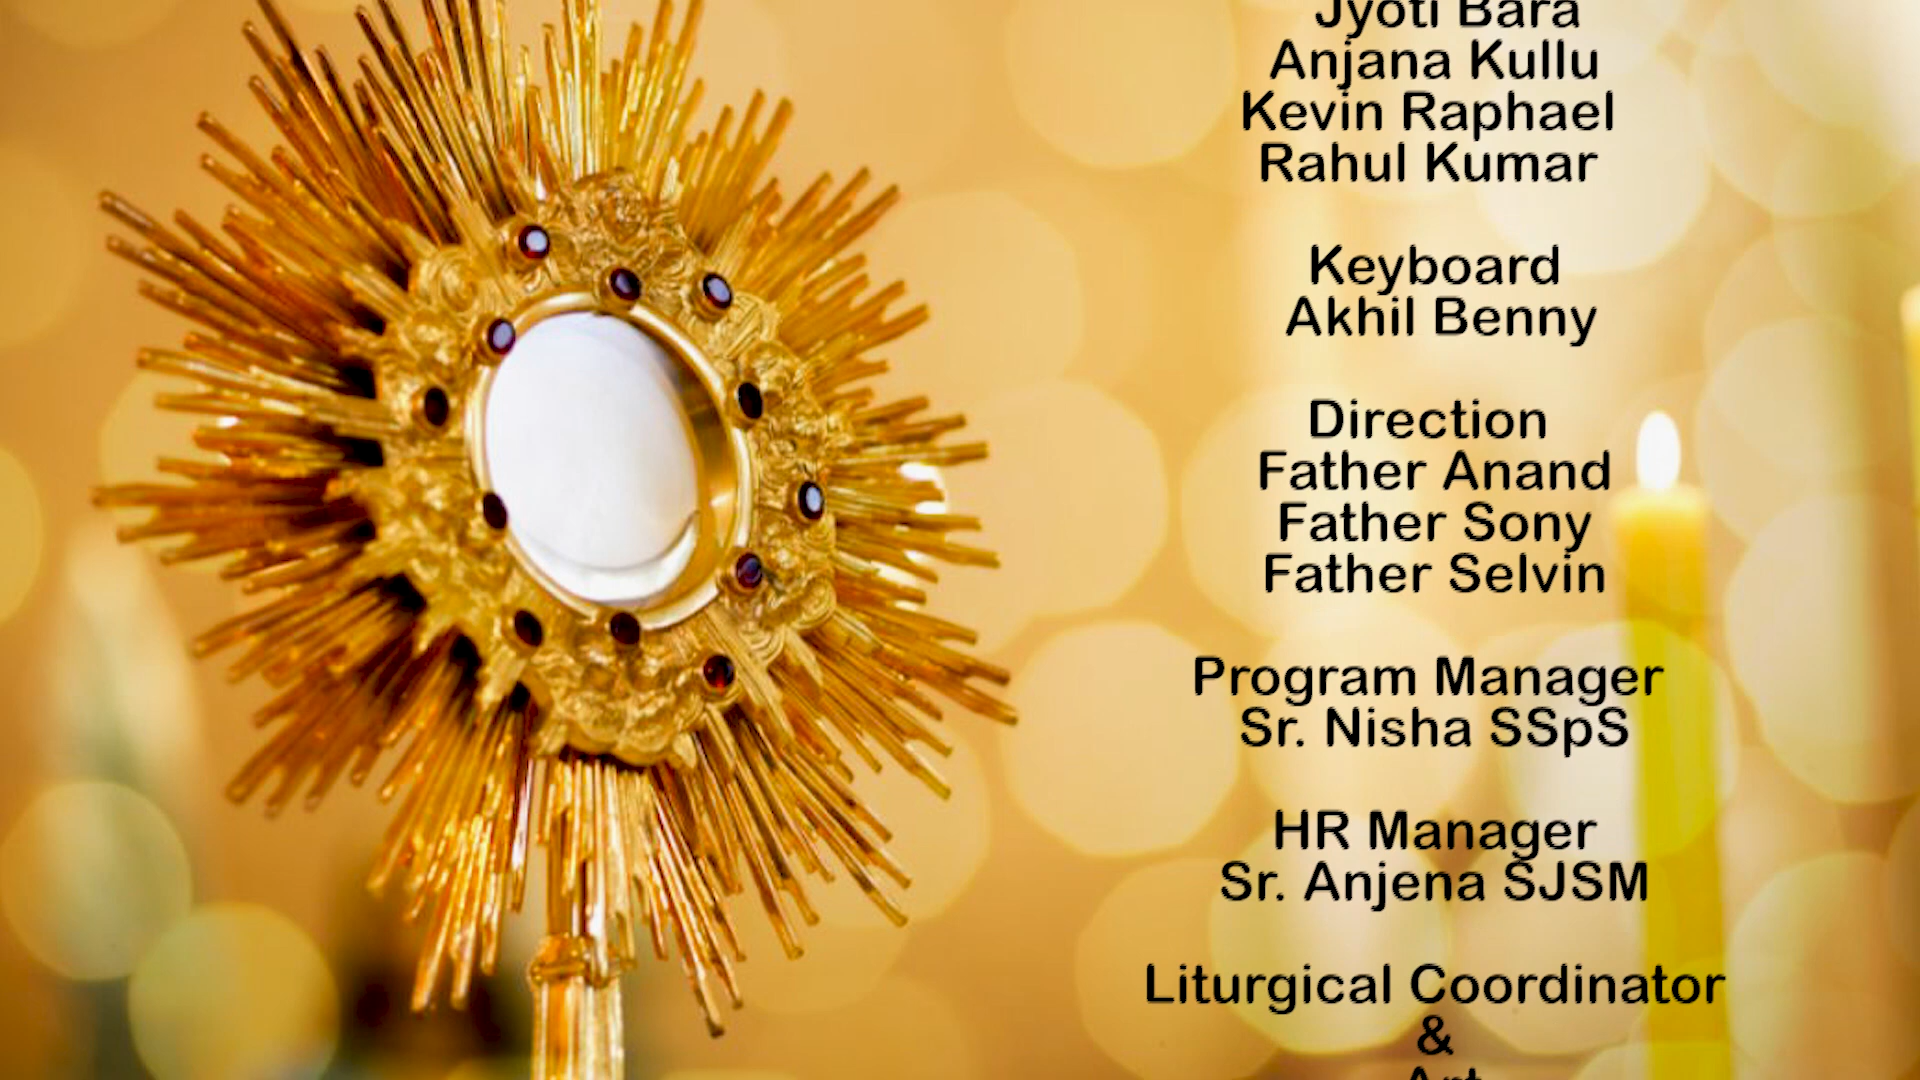 Jyoti Bara
Anjana Kullu
Kevin Raphael
Rahul Kumar
Keyboard
Akhil Benny
Direction
Father Anand
Father Sony
Father Selvin
Program Manager
Sr. Nisha SSpS
HR Manager
Sr. Anjena SJSM
Liturgical Coordinator
&
Art